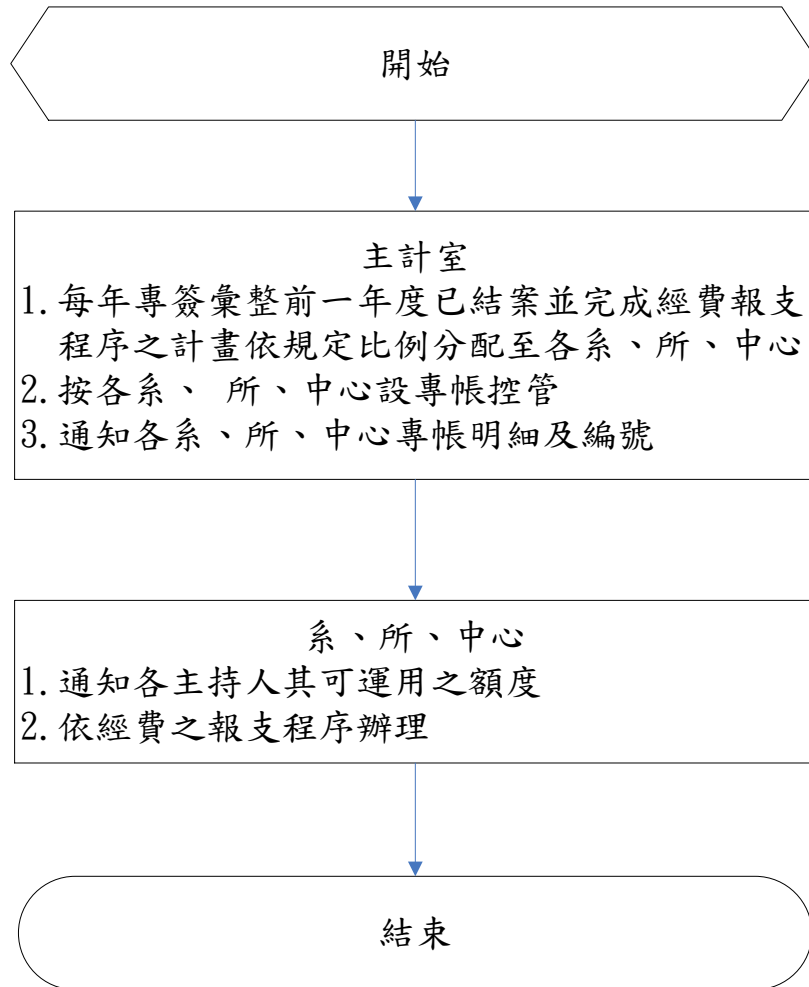 開始
主計室
1.每年專簽彙整前一年度已結案並完成經費報支
程序之計畫依規定比例分配至各系、所、中心
2.按各系、 所、中心設專帳控管
3.通知各系、所、中心專帳明細及編號
系、所、中心
1.通知各主持人其可運用之額度
2.依經費之報支程序辦理
結束